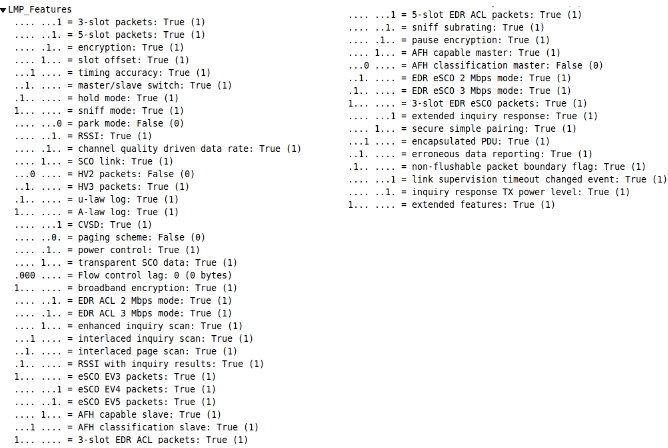 ▼LMP_Features
.... ...1 = 3-slot packets: True (1)
.... ..1. = 5-slot packets: True (1)
.... .1.. = encryption: True (1)
.... 1... = slot offset: True (1)
...1 .... = timing accuracy: True (1)
..1. .... = master/slave switch: True (1)
.1.. .... = hold mode: True (1)
1... .... = sniff mode: True (1)
.... ...0 = park mode: False (0)
.... ..1. = RSSI: True (1)
.... .1.. = channel quality driven data rate: True (1)
.... 1... = SCO link: True (1)
...0 .... = HV2 packets: False (0)
..1. .... = HV3 packets: True (1)
.1.. .... = u-law log: True (1)
1... .... = A-law log: True (1)
.... ...1 = CVSD: True (1)
.... ..0. = paging scheme: False (0)
.... .1.. = power control: True (1)
.... 1... = transparent SCO data: True (1)
.000 .... = Flow control lag: 0 (0 bytes)
1... .... = broadband encryption: True (1)
.... ..1. = EDR ACL 2 Mbps mode: True (1)
.... .1.. = EDR ACL 3 Mbps mode: True (1)
.... 1... = enhanced inquiry scan: True (1)
...1 .... = interlaced inquiry scan: True (1)
..1. .... = interlaced page scan: True (1)
.1.. .... = RSSI with inquiry results: True (1)
1... .... = eSCO EV3 packets: True (1)
.... ...1 = eSCO EV4 packets: True (1)
.... ..1. = eSCO EV5 packets: True (1)
.... 1... = AFH capable slave: True (1)
...1 .... = AFH classification slave: True (1)
1... .... = 3-slot EDR ACL packets: True (1)
.... ...1 = 5-slot EDR ACL packets: True (1)
.... ..1. = sniff subrating: True (1)
.... .1.. = pause encryption: True (1)
.... 1... = AFH capable master: True (1)
...0 .... = AFH classification master: False (0)
..1. .... = EDR eSCO 2 Mbps mode: True (1)
.1.. .... = EDR eSCO 3 Mbps mode: True (1)
1... .... = 3-slot EDR eSCO packets: True (1)
.... ...1 = extended inquiry response: True (1)
.... 1... = secure simple pairing: True (1)
...1 .... = encapsulated PDU: True (1)
..1. .... = erroneous data reporting: True (1)
.1.. .... = non-flushable packet boundary flag: True (1)
.... ...1 = link supervision timeout changed event: True (1)
.... ..1. = inquiry response TX power level: True (1)
1... .... = extended features: True (1)